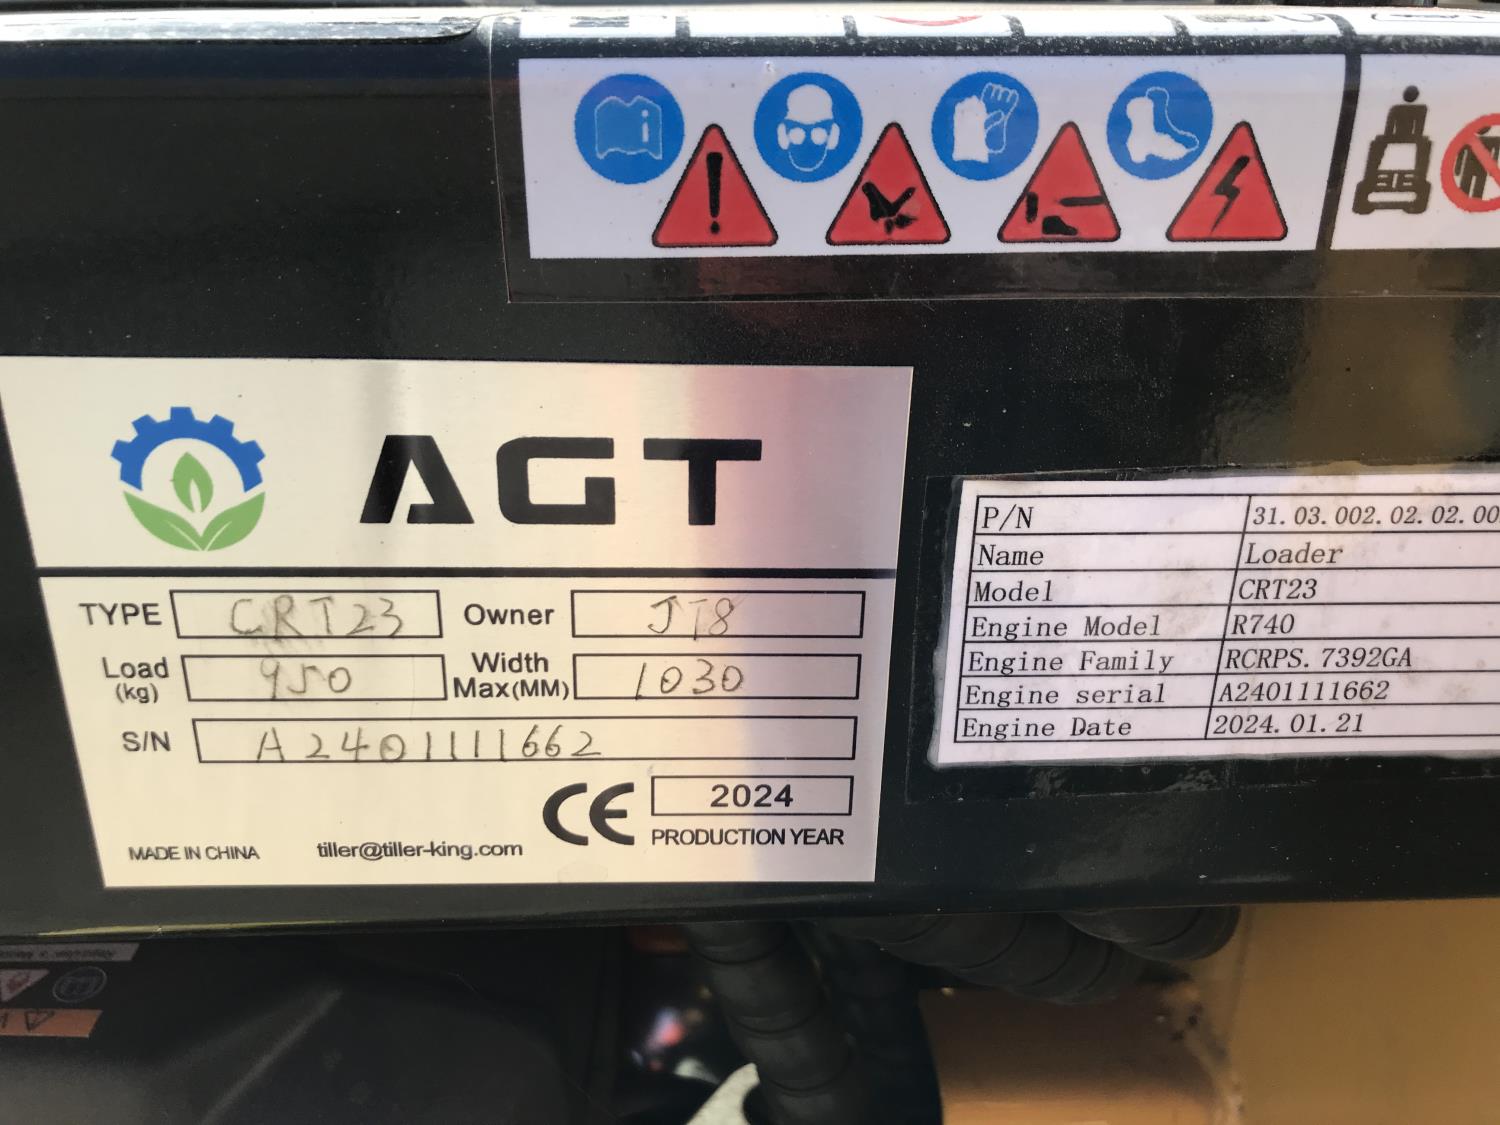 AGT
TYPE CRT23 Owner JT8
Load (kg) 950 Width Max(MM) 1030
S/N A2401111662
CE 2024
PRODUCTION YEAR
MADE IN CHINA tiller@tiller-king.com
P/N 31.03.002.02.02.00
Name Loader
Model CRT23
Engine Model R740
Engine Family RCRPS.7392GA
Engine serial A2401111662
Engine Date 2024.01.21